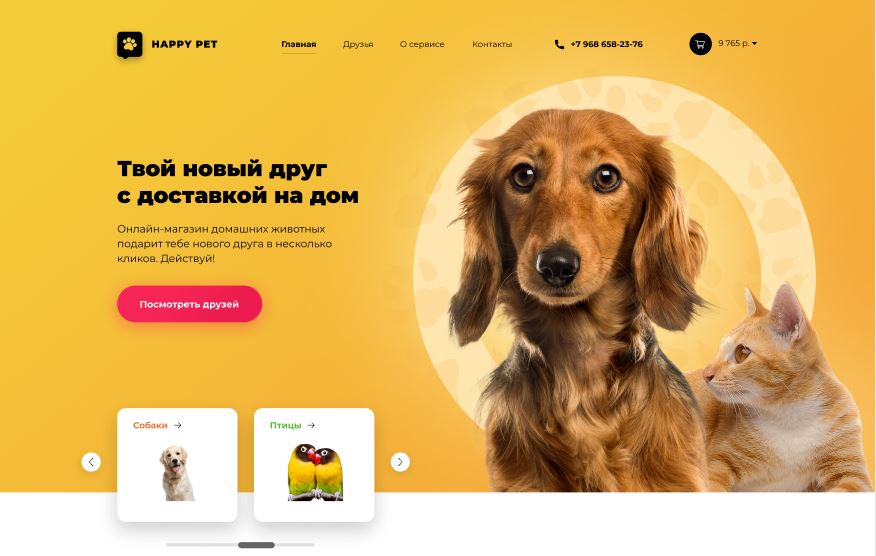 HAPPY PET
Главная
Друзья
О сервисе
Контакты
+7 968 658-23-76
9 765 р.
Твой новый друг
с доставкой на дом
Онлайн-магазин домашних животных
подарит тебе нового друга в несколько
кликов. Действуй!
Посмотреть друзей
Собаки
Птицы